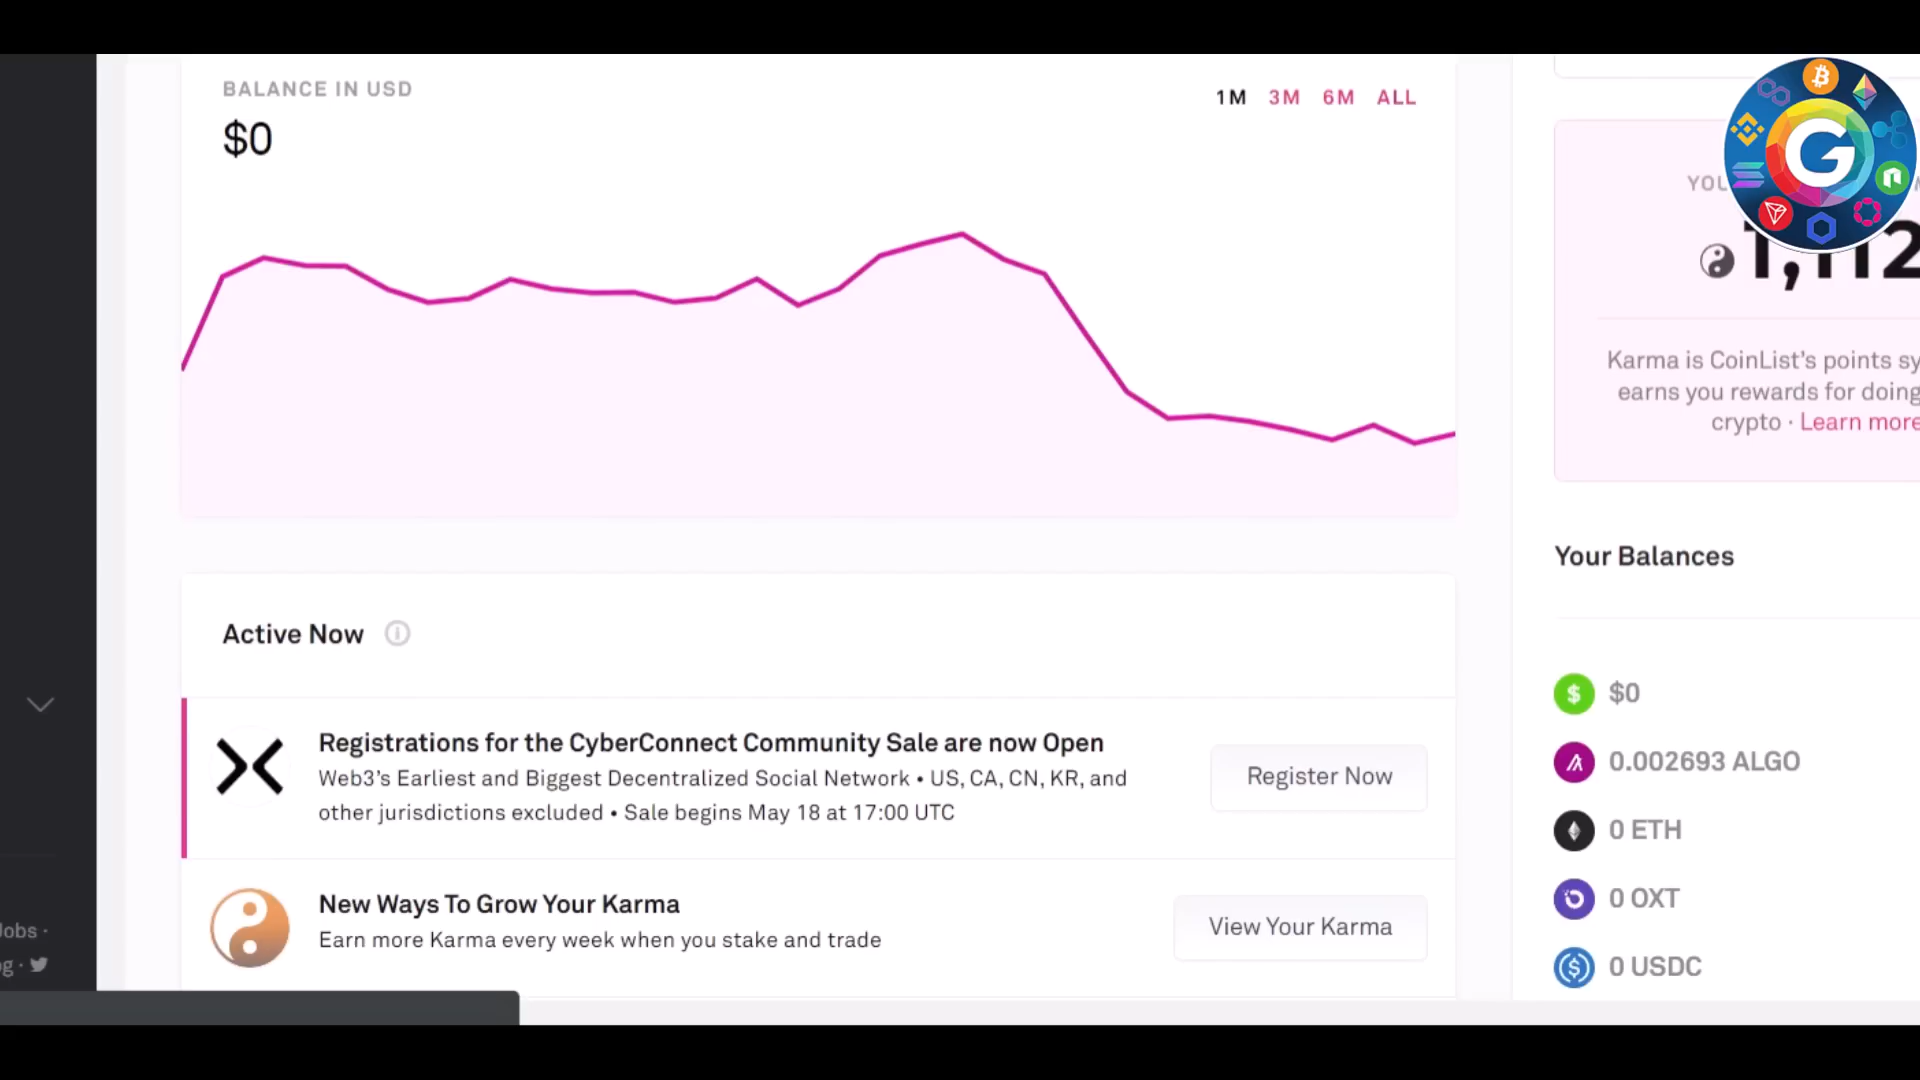 BALANCE IN USD
$0
1M 3M 6M ALL
Karma is CoinList's points
earns you rewards for doing
crypto · Learn more
Your Balances
$0
0.002693 ALGO
0 ETH
0 OXT
0 USDC
Active Now
Registrations for the CyberConnect Community Sale are now Open
Web3's Earliest and Biggest Decentralized Social Network • US, CA, CN, KR, and
other jurisdictions excluded • Sale begins May 18 at 17:00 UTC
Register Now
New Ways To Grow Your Karma
Earn more Karma every week when you stake and trade
View Your Karma
Jobs ·